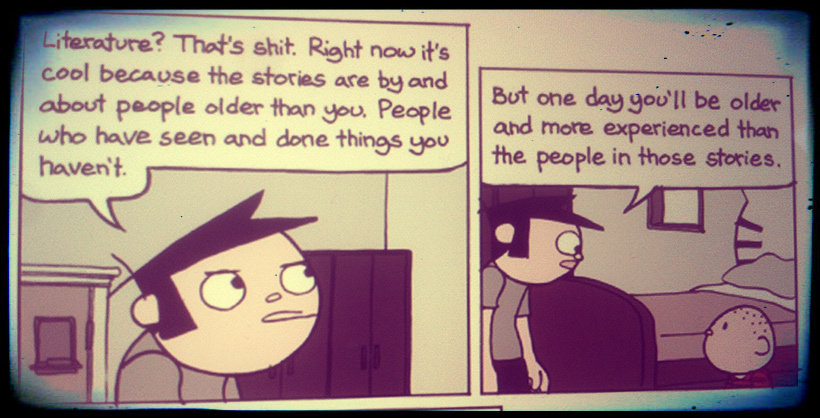 Literature? That's shit. Right now it's
cool because the stories are by and
about people older than you. People
who have seen and done things you
haven't.
But one day you'll be older
and more experienced than
the people in those stories.